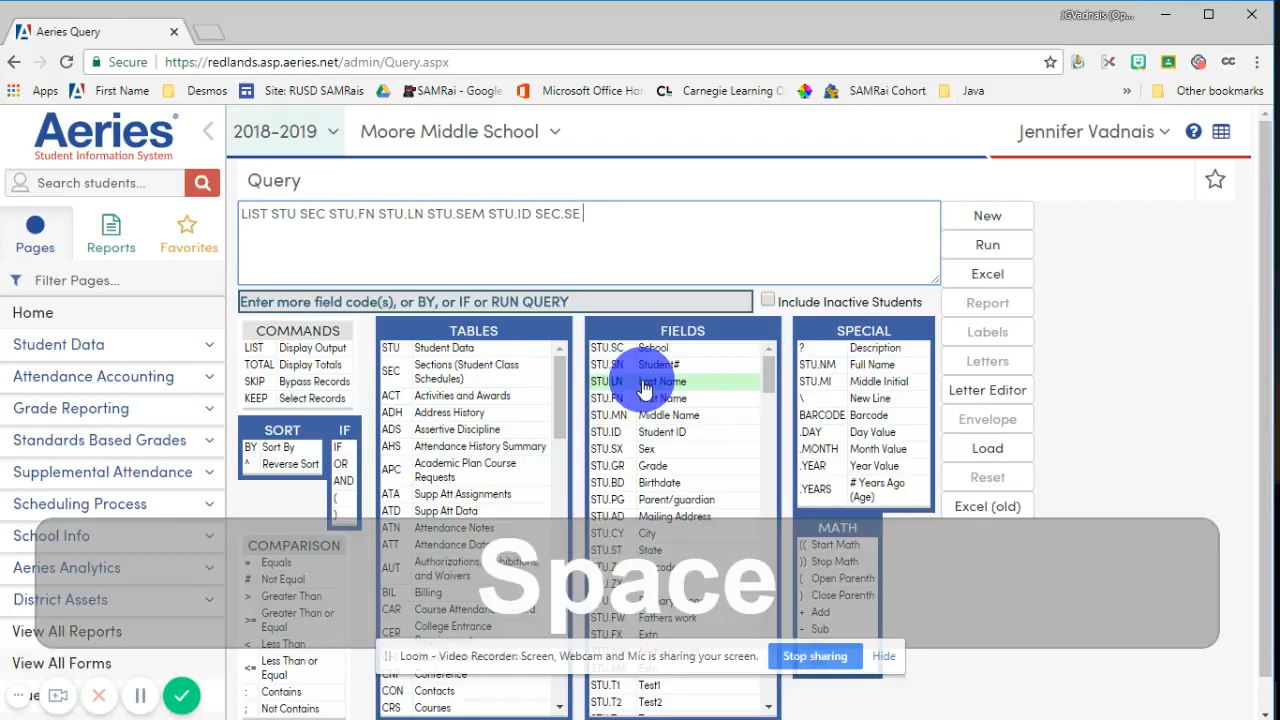 Aeries Query
JGVadnais (Op...
Secure
https://redlands.asp.aeries.net/admin/Query.aspx
Apps
First Name
Desmos
Site: RUSD SAMRais
SAMRai - Google
Microsoft Office Ho
Carnegie Learning
SAMRai Cohort
Java
»
Other bookmarks
Aeries
Student Information System
2018-2019
Moore Middle School
Jennifer Vadnais
Search students...
Query
Pages
Reports
Favorites
LIST STU SEC STU.FN STU.LN STU.SEM STU.ID SEC.SE
New
Run
Excel
Report
Labels
Letters
Letter Editor
Envelope
Load
Reset
Excel (old)
Filter Pages...
Home
Student Data
Attendance Accounting
Grade Reporting
Standards Based Grades
Supplemental Attendance
Scheduling Process
School Info
Aeries Analytics
District Assets
View All Reports
View All Forms
Enter more field code(s), or BY, or IF or RUN QUERY
Include Inactive Students
COMMANDS
LIST Display Output
TOTAL Display Totals
SKIP Bypass Records
KEEP Select Records
SORT
BY Sort By
^ Reverse Sort
IF
IF
OR
AND
(
)
COMPARISON
= Equals
# Not Equal
> Greater Than
>= Greater Than or
Equal
< Less Than
<= Less Than or
Equal
: Contains
; Not Contains
TABLES
STU Student Data
SEC Sections (Student Class
Schedules)
ACT Activities and Awards
ADH Address History
ADS Assertive Discipline
AHS Attendance History Summary
APC Academic Plan Course
Requests
ATA Supp Att Assignments
ATD Supp Att Data
ATN Attendance Notes
ATT Attendance Data
AUT Authorizations, Prohibitions,
and Waivers
BIL Billing
CAR Course Attendance
CER
College Entrance
Conference
CON Contacts
CRS Courses
FIELDS
STU.SC School
STU.SN Student#
STU.LN Last Name
STU.FN First Name
STU.MN Middle Name
STU.ID Student ID
STU.SX Sex
STU.GR Grade
STU.BD Birthdate
STU.PG Parent/guardian
STU.AD Mailing Address
STU.CY City
STU.ST State
STU.FW Fathers work
STU.FX Extn
STU.T1 Test1
STU.T2 Test2
SPECIAL
? Description
STU.NM Full Name
STU.MI Middle Initial
\ New Line
BARCODE Barcode
.DAY Day Value
.MONTH Month Value
.YEAR Year Value
.YEARS # Years Ago
(Age)
MATH
(( Start Math
)) Stop Math
( Open Parenth
) Close Parenth
+ Add
- Sub
Space
Loom - Video Recorder: Screen, Webcam and Mic is sharing your screen.
Stop sharing
Hide